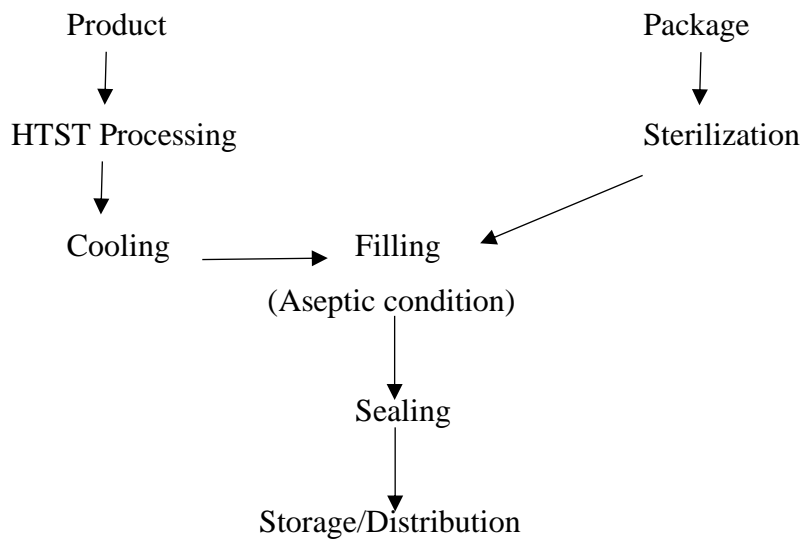 Product
Package
HTST Processing
Sterilization
Cooling
Filling
(Aseptic condition)
Sealing
Storage/Distribution